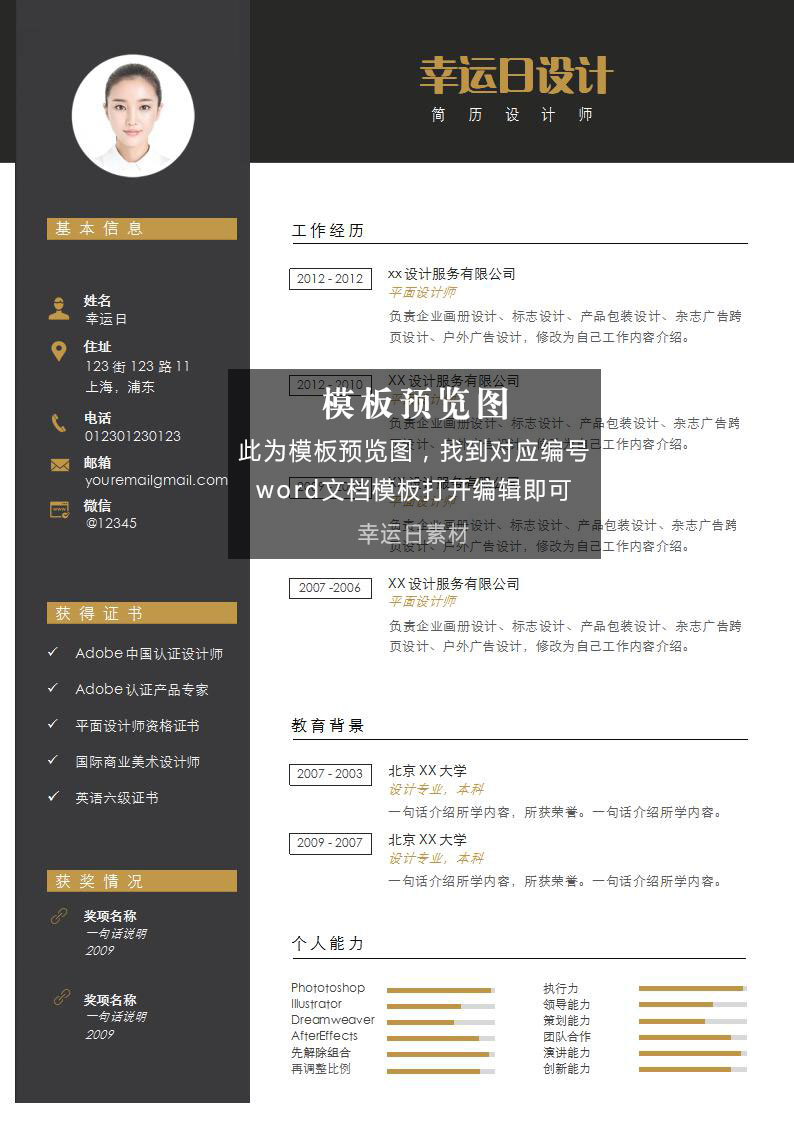 幸运日设计
简历设计师
基本信息
姓名
幸运日
住址
123 街 123 路 11
上海，浦东
电话
012301230123
邮箱
youremailgmail.com
微信
@12345
获得证书
Adobe 中国认证设计师
Adobe 认证产品专家
平面设计师资格证书
国际商业美术设计师
英语六级证书
获奖情况
奖项名称
一句话说明
2009
奖项名称
一句话说明
2009
工作经历
2012 - 2012
xx 设计服务有限公司
平面设计师
负责企业画册设计、标志设计、产品包装设计、杂志广告跨
页设计、户外广告设计，修改为自己工作内容介绍。
2012 - 2010
XX 设计服务有限公司
负责企业画册设计、标志设计、产品包装设计、杂志广告跨
模板预览图
此为模板预览图，找到对应编号
word文档模板打开编辑即可
幸运日素材
负责企业画册设计、标志设计、产品包装设计、杂志广告跨
页设计、户外广告设计，修改为自己工作内容介绍。
2007 -2006
XX 设计服务有限公司
平面设计师
负责企业画册设计、标志设计、产品包装设计、杂志广告跨
页设计、户外广告设计，修改为自己工作内容介绍。
教育背景
2007 - 2003
北京 XX 大学
设计专业，本科
一句话介绍所学内容，所获荣誉。一句话介绍所学内容。
2009 - 2007
北京 XX 大学
设计专业，本科
一句话介绍所学内容，所获荣誉。一句话介绍所学内容。
个人能力
Phototoshop
Illustrator
Dreamweaver
AfterEffects
先解除组合
再调整比例
执行力
领导能力
策划能力
团队合作
演讲能力
创新能力